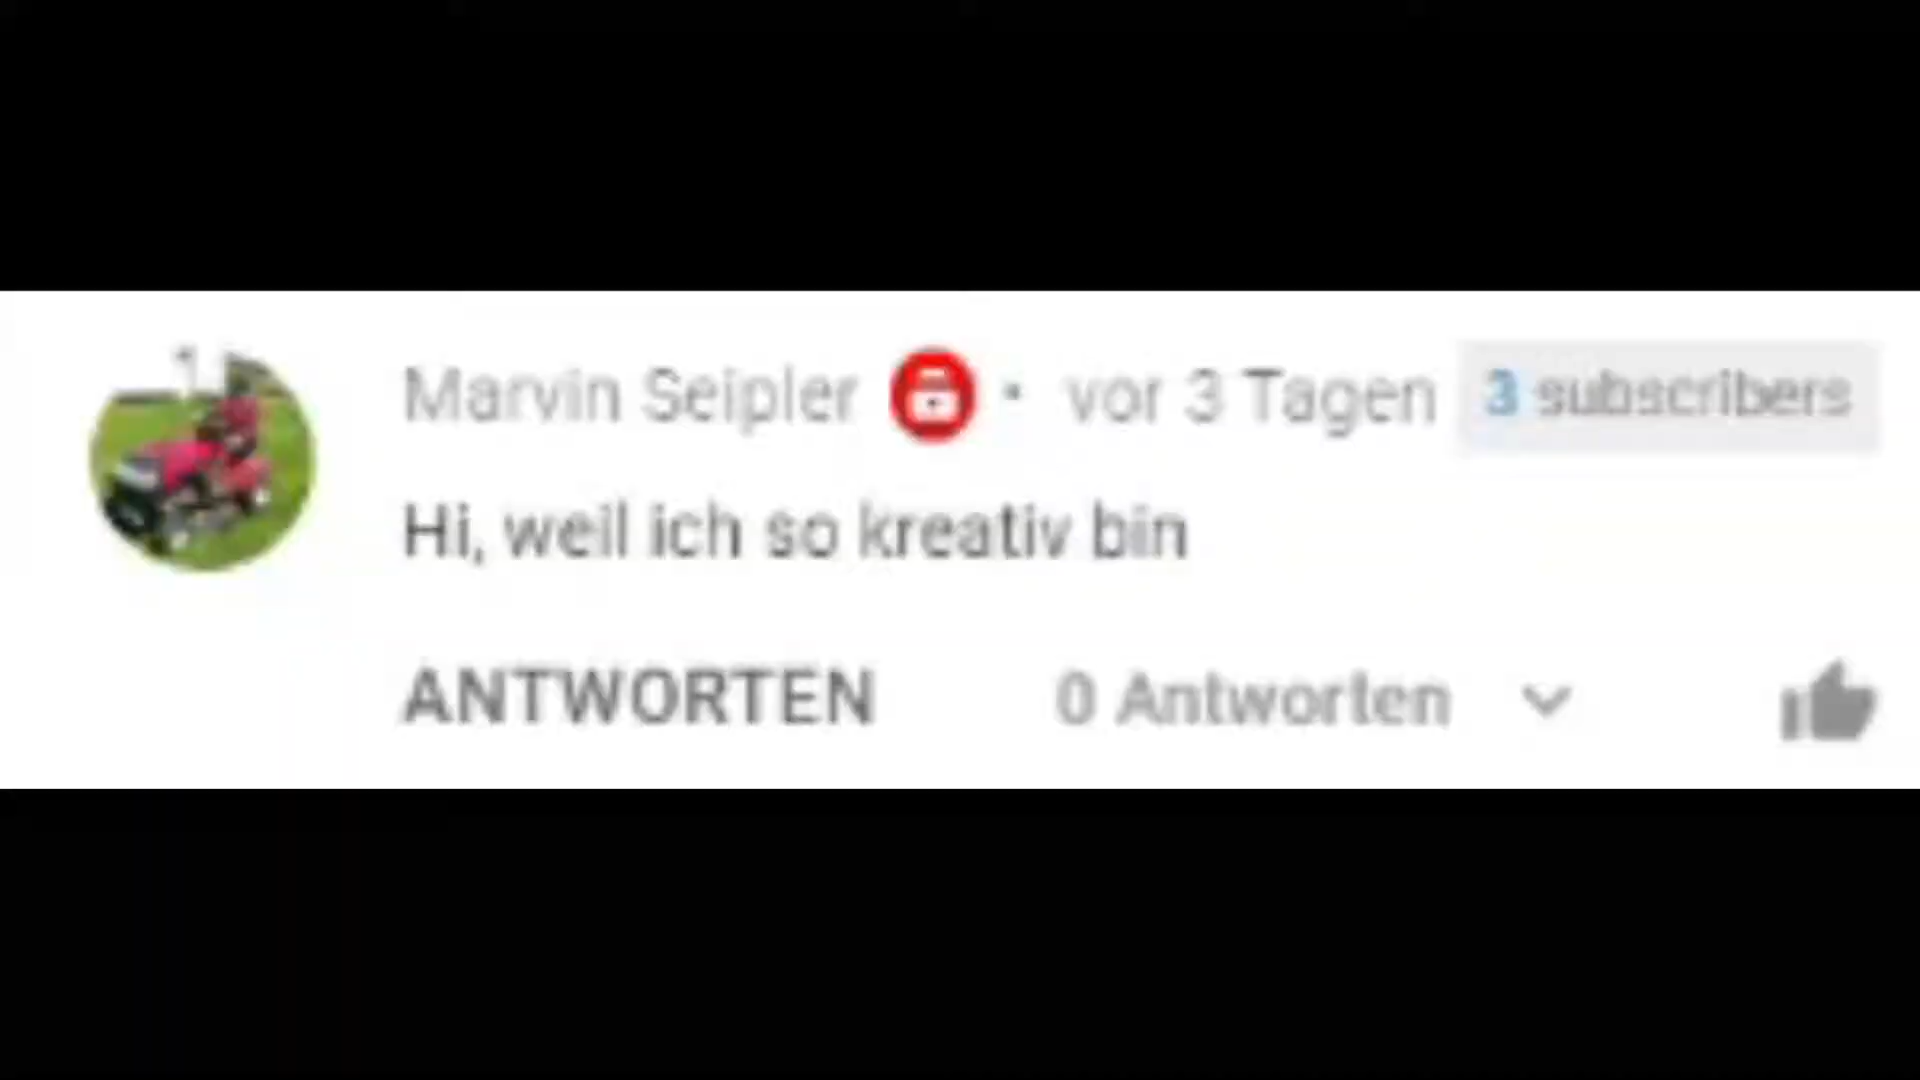 Marvin Seipler • vor 3 Tagen 3 subscribers
Hi, weil ich so kreativ bin
ANTWORTEN 0 Antworten